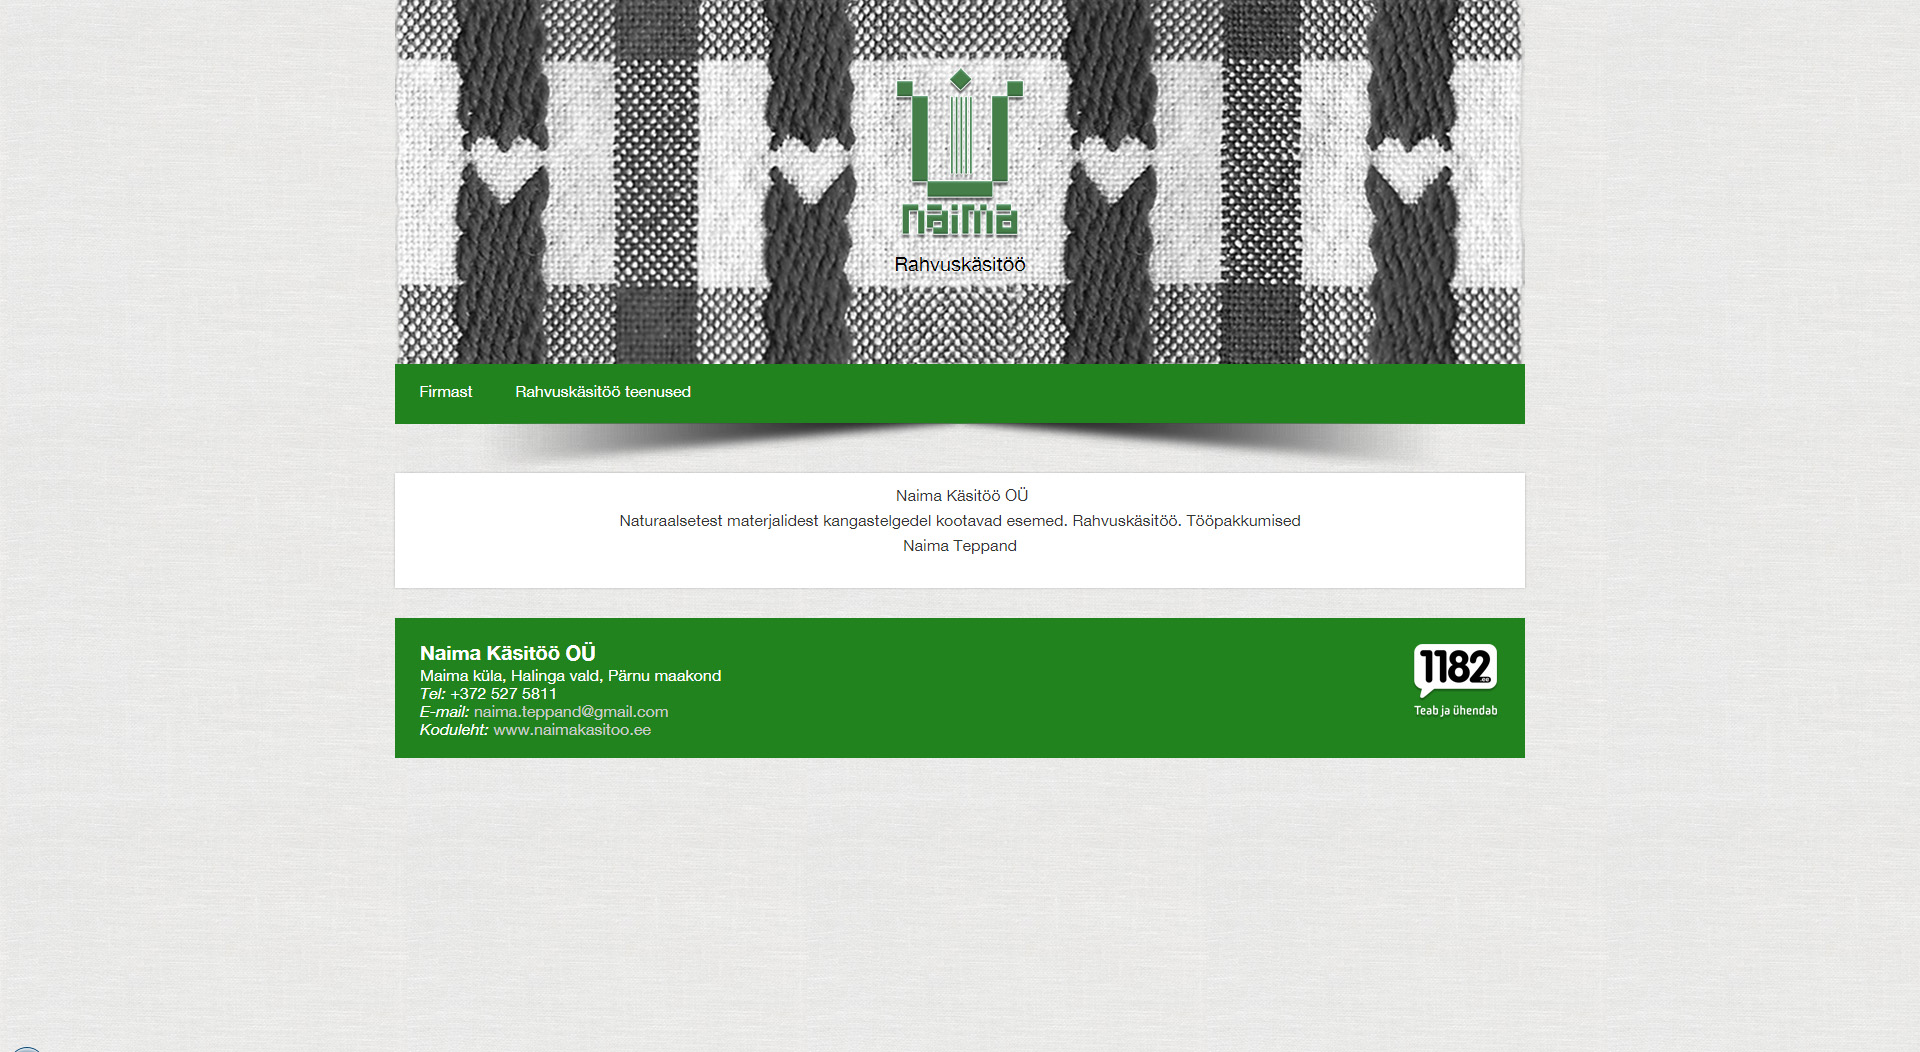 naima
Rahvuskäsitöö
Firmast
Rahvuskäsitöö teenused
Naima Käsitöö OÜ
Naturaalsetest materjalidest kangastelgedel kootavad esemed. Rahvuskäsitöö. Tööpakkumised
Naima Teppand
Naima Käsitöö OÜ
Maima küla, Halinga vald, Pärnu maakond
Tel: +372 527 5811
E-mail: naima.teppand@gmail.com
Koduleht: www.naimakasitoo.ee
1182.ee
Teab ja ühendab